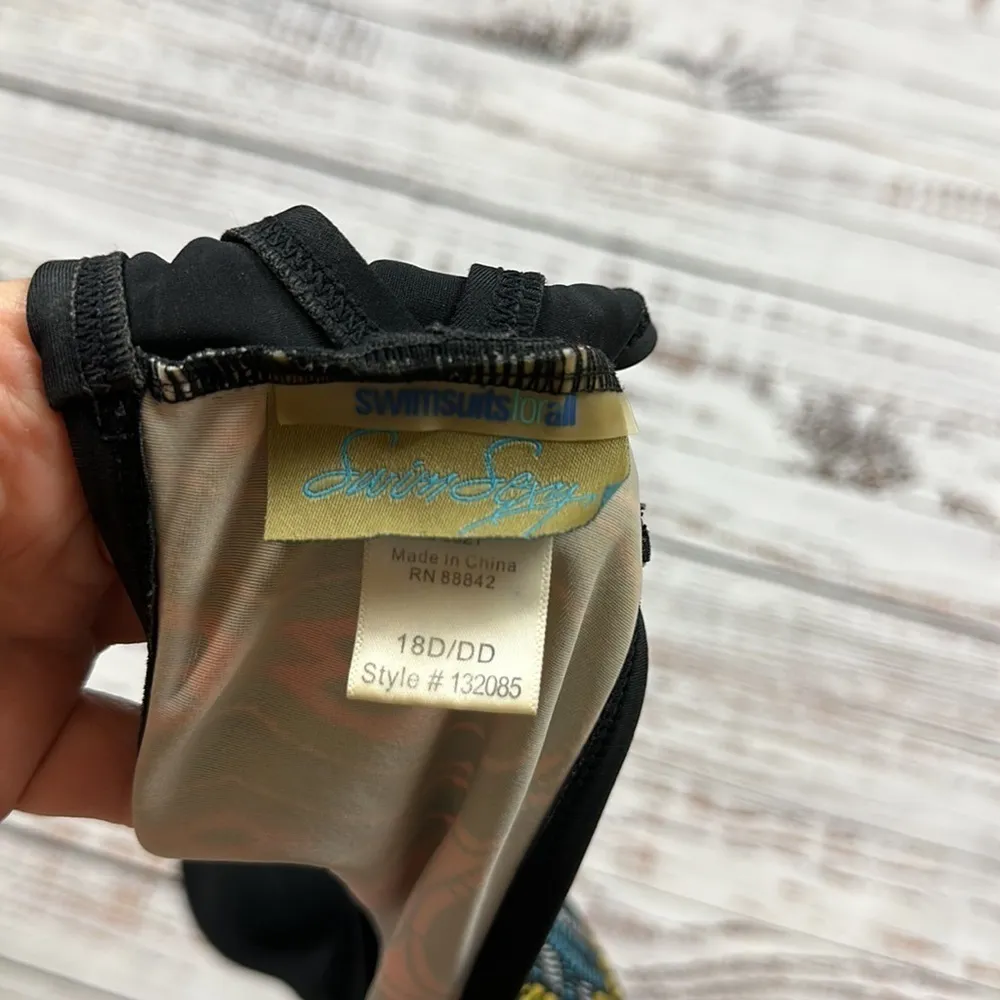 swimsuitsforall
Swim Sexy
Made In China
RN 88842
18D/DD
Style # 132085